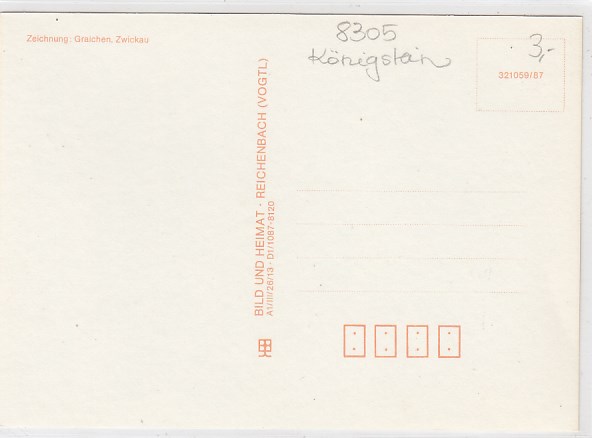 Zeichnung: Graichen, Zwickau
8305
Königstein
3,-
321059/87
BILD UND HEIMAT · REICHENBACH (VOGTL)
A1/III/26/13 · D1/1087-8120